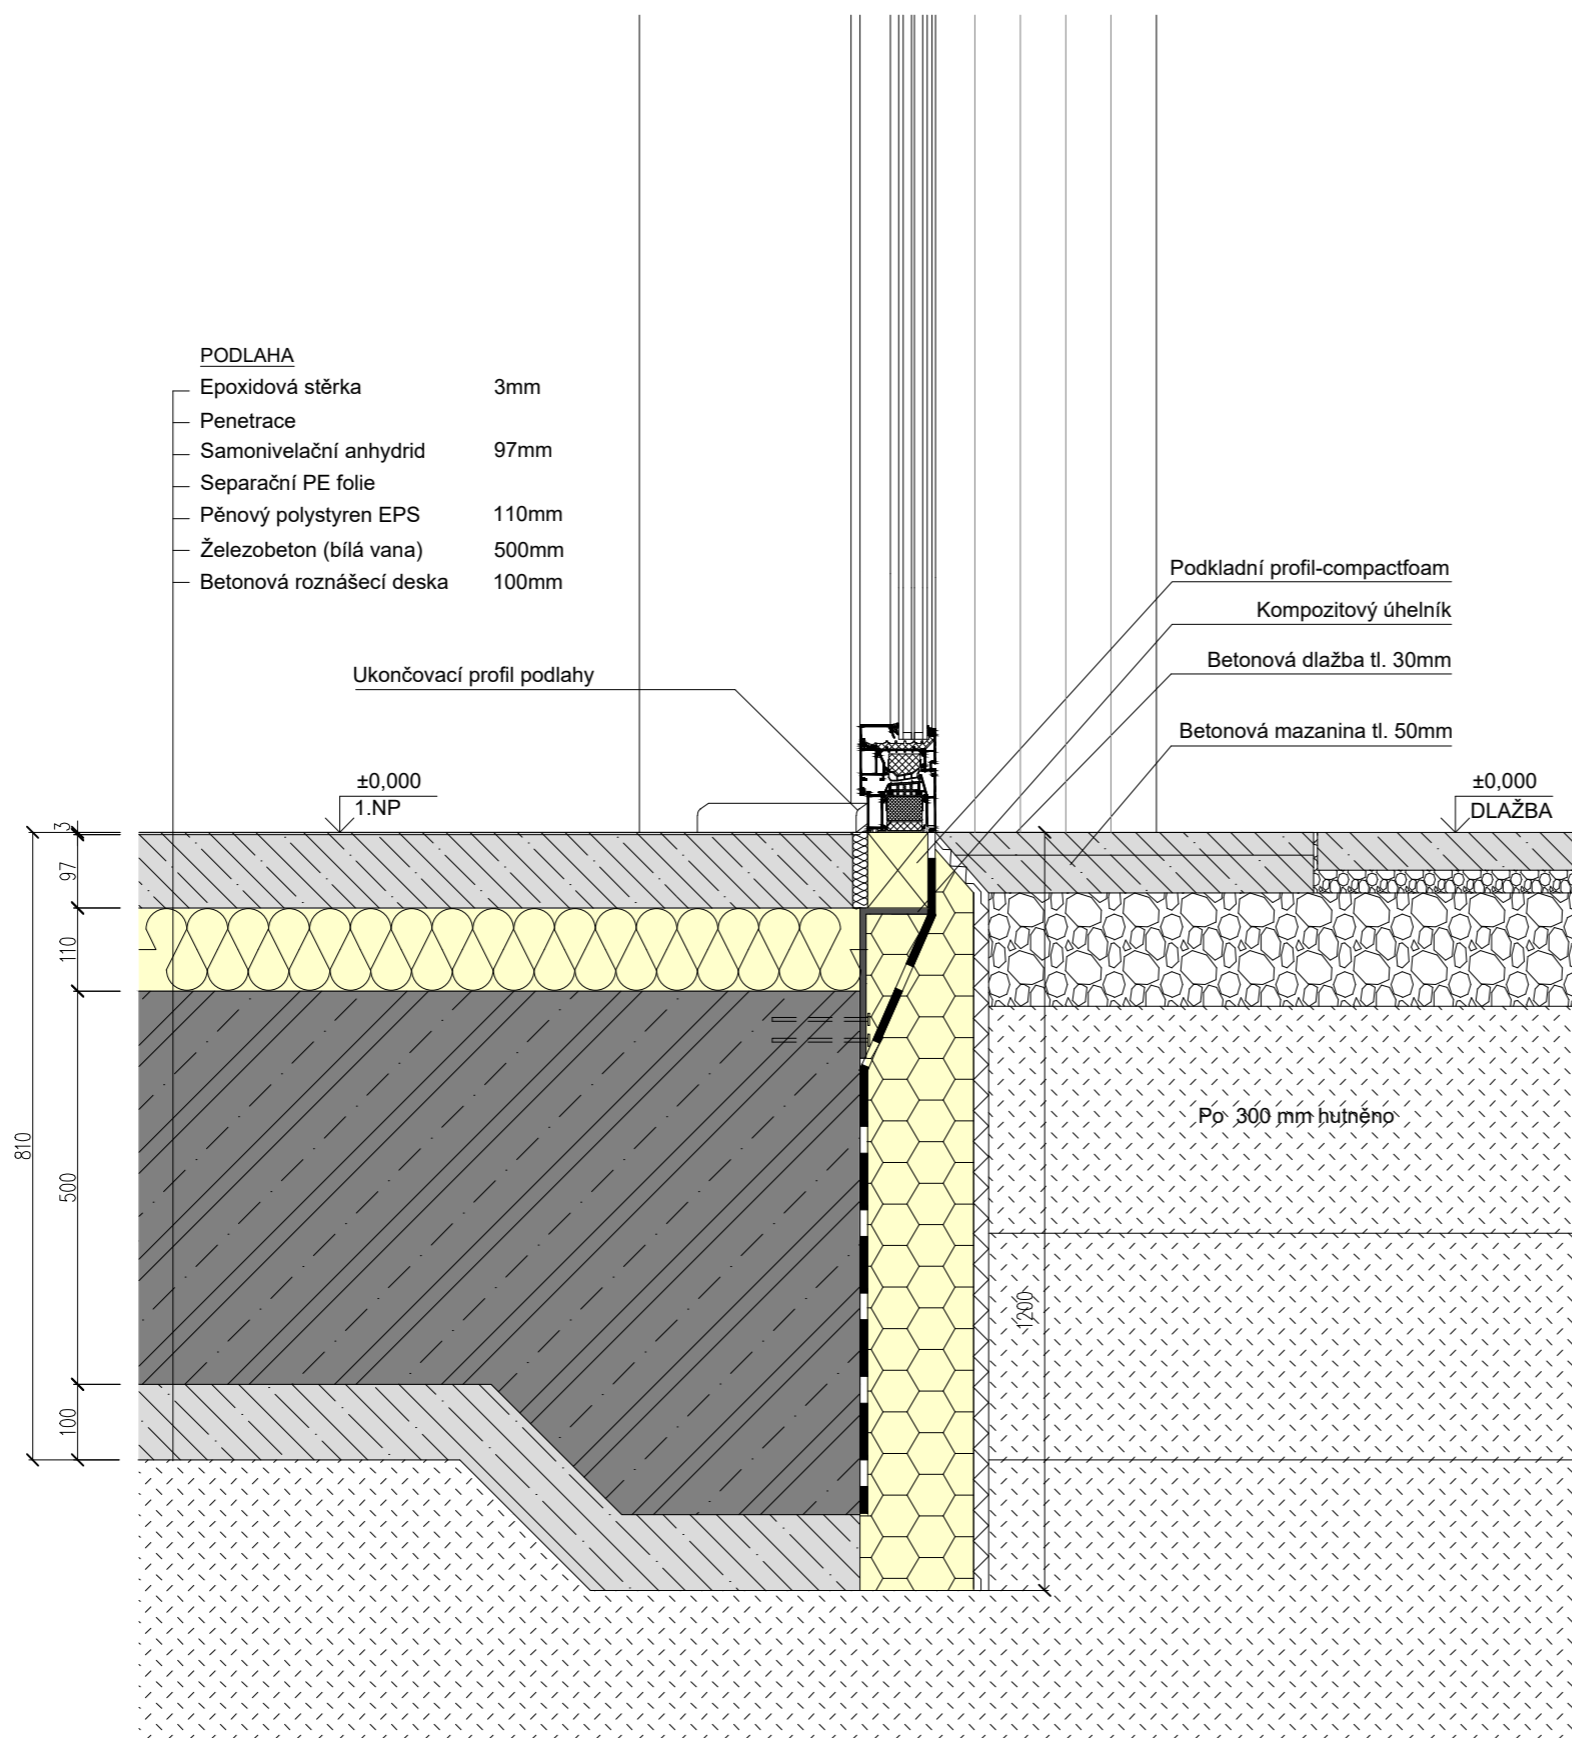 PODLAHA
Epoxidová stěrka 3mm
Penetrace
Samonivelační anhydrid 97mm
Separační PE folie
Pěnový polystyren EPS 110mm
Železobeton (bílá vana) 500mm
Betonová roznášecí deska 100mm
Podkladní profil-compactfoam
Kompozitový úhelník
Betonová dlažba tl. 30mm
Betonová mazanina tl. 50mm
Ukončovací profil podlahy
±0,000
1.NP
±0,000
DLAŽBA
3
97
110
500
100
810
1200
Po 300 mm hutněno